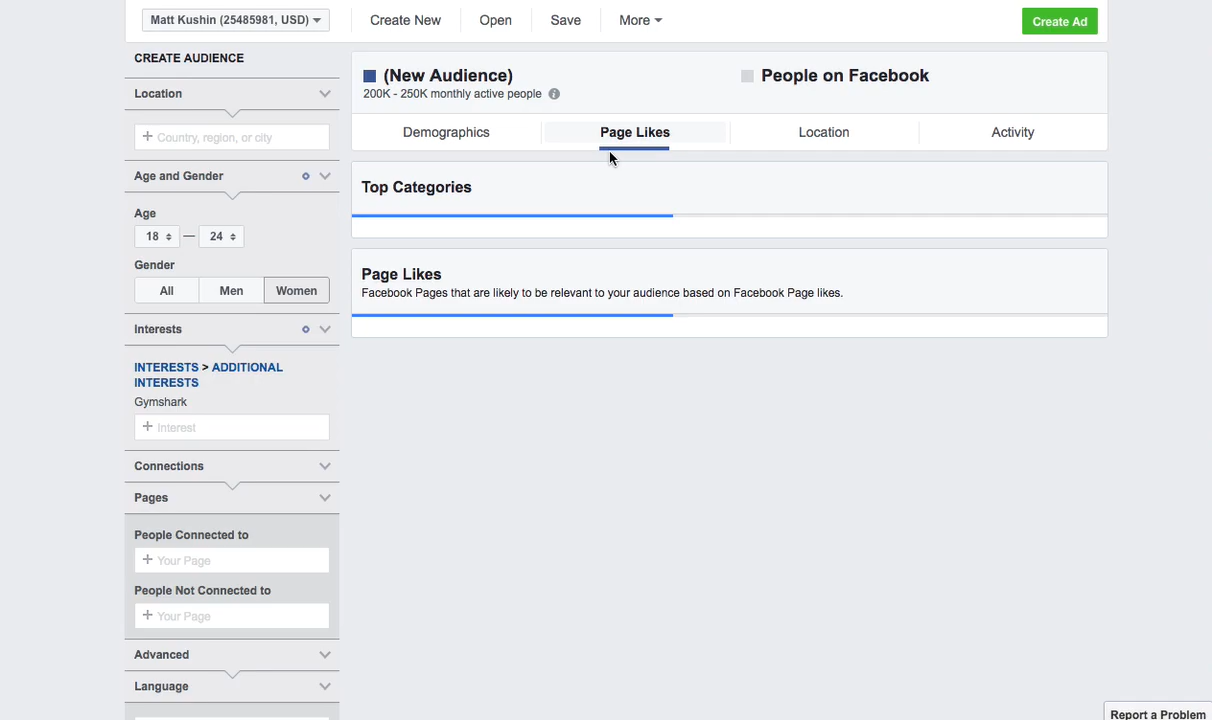 Matt Kushin (25485981, USD)
Create New
Open
Save
More
Create Ad
CREATE AUDIENCE
Location
+ Country, region, or city
Age and Gender
Age
18 — 24
Gender
All
Men
Women
Interests
INTERESTS > ADDITIONAL
INTERESTS
Gymshark
+ Interest
Connections
Pages
People Connected to
+ Your Page
People Not Connected to
+ Your Page
Advanced
Language
(New Audience)
200K - 250K monthly active people
People on Facebook
Demographics
Page Likes
Location
Activity
Top Categories
Page Likes
Facebook Pages that are likely to be relevant to your audience based on Facebook Page likes.
Report a Problem